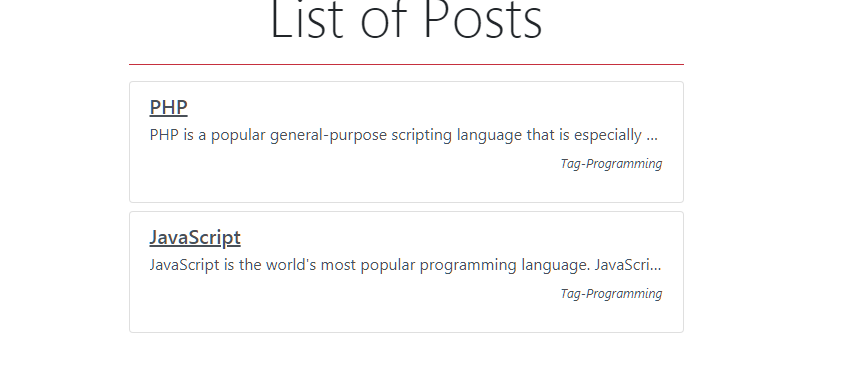 List of Posts
PHP
PHP is a popular general-purpose scripting language that is especially ...
Tag-Programming
JavaScript
JavaScript is the world's most popular programming language. JavaScri...
Tag-Programming